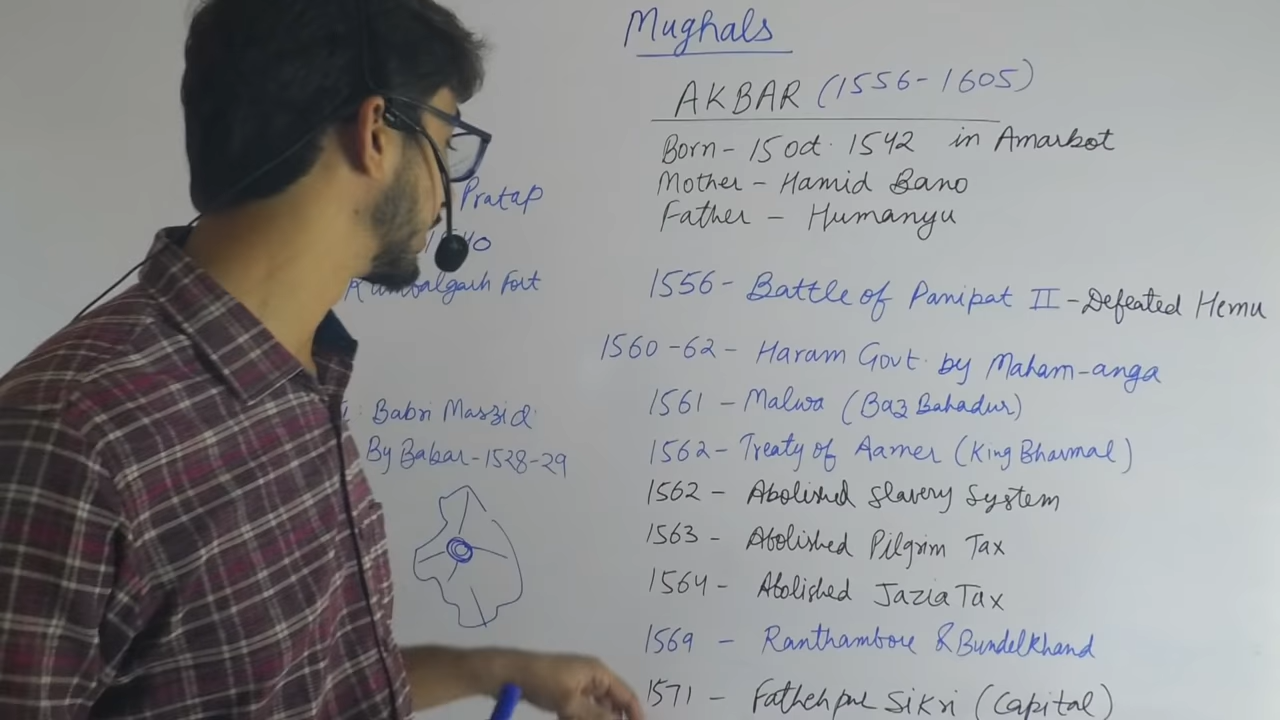 Mughals
AKBAR (1556-1605)
Born - 15 Oct. 1542 in Amarkot
Mother - Hamid Bano
Father - Humanyu
1556 - Battle of Panipat II - Defeated Hemu
1560-62 - Haram Govt. by Maham-anga
1561 - Malwa (Baz Bahadur)
1562 - Treaty of Aamer (King Bharmal)
1562 - Abolished Slavery System
1563 - Abolished Pilgrim Tax
1564 - Abolished Jazia Tax
1569 - Ranthambore & Bundelkhand
1571 - Fatehpur Sikri (Capital)
Pratap
Kumbalgarh Fort
Babri Maszid
By Babar - 1528-29